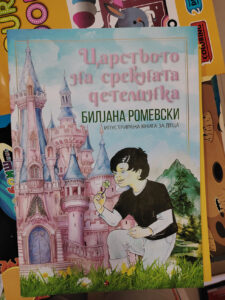 Царството
на среќната
детелинка
БИЛЈАНА РОМЕВСКИ
ИЛУСТРИРАНА КНИГА ЗА ДЕЦА